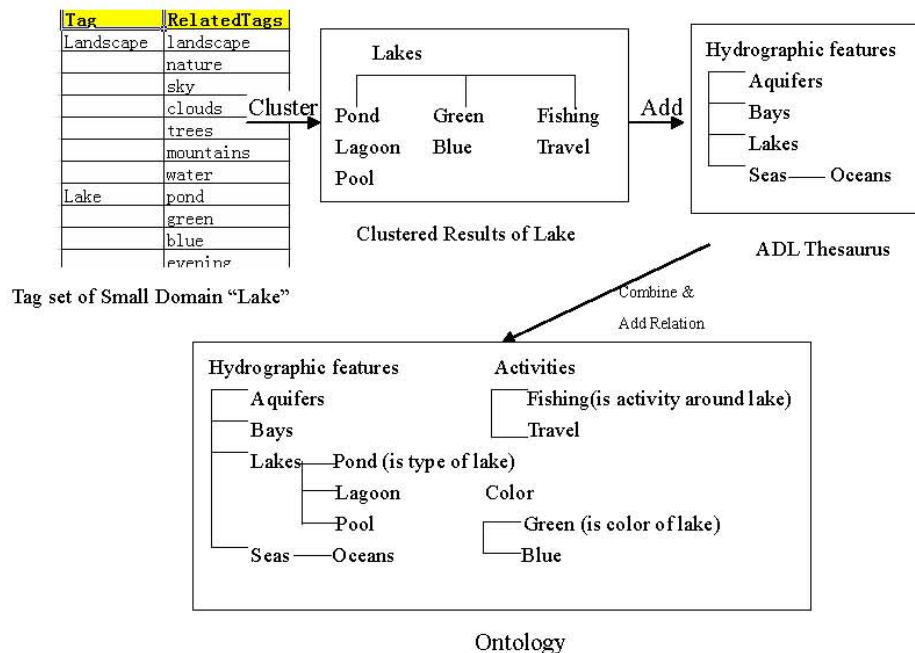 Tag RelatedTags
Landscape landscape
nature
sky
clouds
trees
mountains
water
Lake pond
green
blue
evening
Tag set of Small Domain “Lake”
Cluster
Lakes
Pond Green Fishing
Lagoon Blue Travel
Pool
Clustered Results of Lake
Add
Hydrographic features
Aquifers
Bays
Lakes
Seas Oceans
ADL Thesaurus
Combine &
Add Relation
Hydrographic features Activities
Aquifers Fishing(is activity around lake)
Bays Travel
Lakes Pond (is type of lake)
Lagoon Color
Pool Green (is color of lake)
Seas Oceans Blue
Ontology